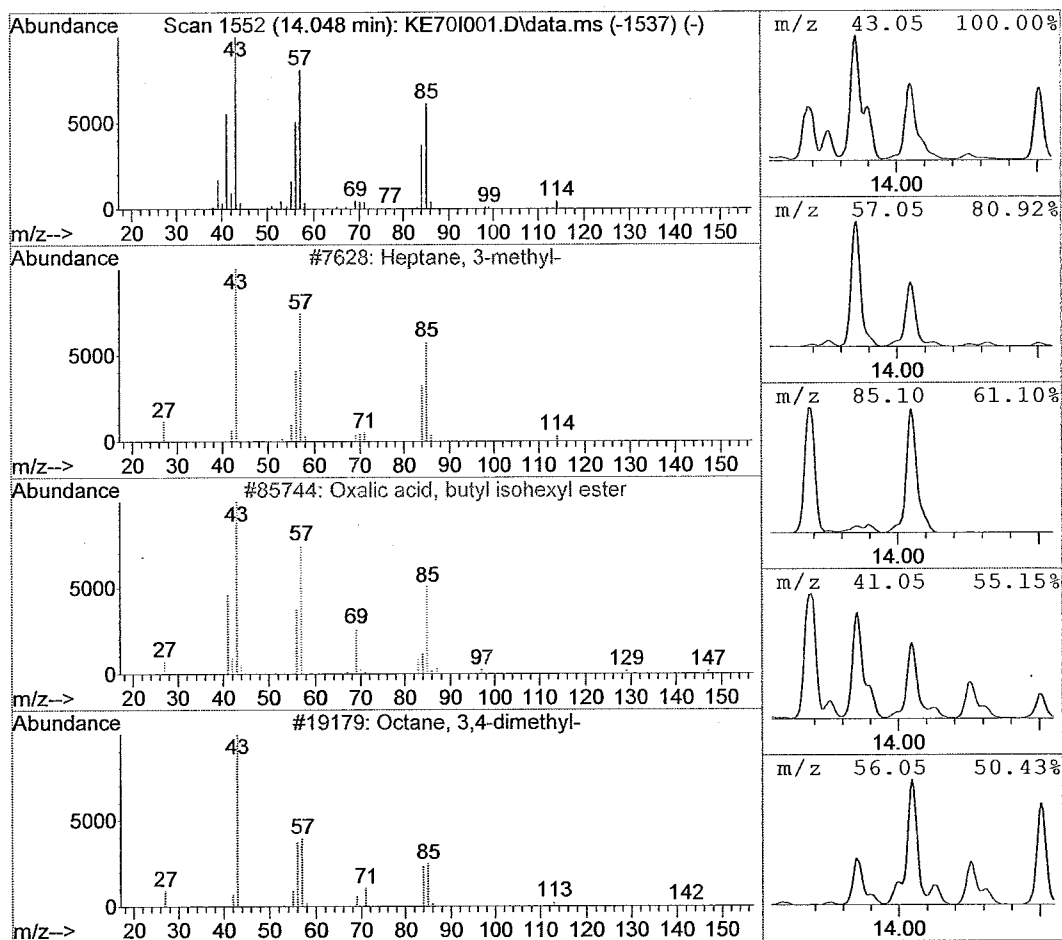 Abundance Scan 1552 (14.048 min): KE70I001.D\data.ms (-1537) (-)
43
57
85
5000
69 77 99 114
m/z--> 20 30 40 50 60 70 80 90 100 110 120 130 140 150
Abundance #7628: Heptane, 3-methyl-
43
57
85
5000
27 71 114
0
m/z--> 20 30 40 50 60 70 80 90 100 110 120 130 140 150
Abundance #85744: Oxalic acid, butyl isohexyl ester
43
57
85
5000
69
27 97 129 147
0
m/z--> 20 30 40 50 60 70 80 90 100 110 120 130 140 150
Abundance #19179: Octane, 3,4-dimethyl-
43
5000
57
85
27 71 113 142
0
m/z--> 20 30 40 50 60 70 80 90 100 110 120 130 140 150
m/z 43.05 100.00%
14.00
m/z 57.05 80.92%
14.00
m/z 85.10 61.10%
14.00
m/z 41.05 55.15%
14.00
m/z 56.05 50.43%
14.00